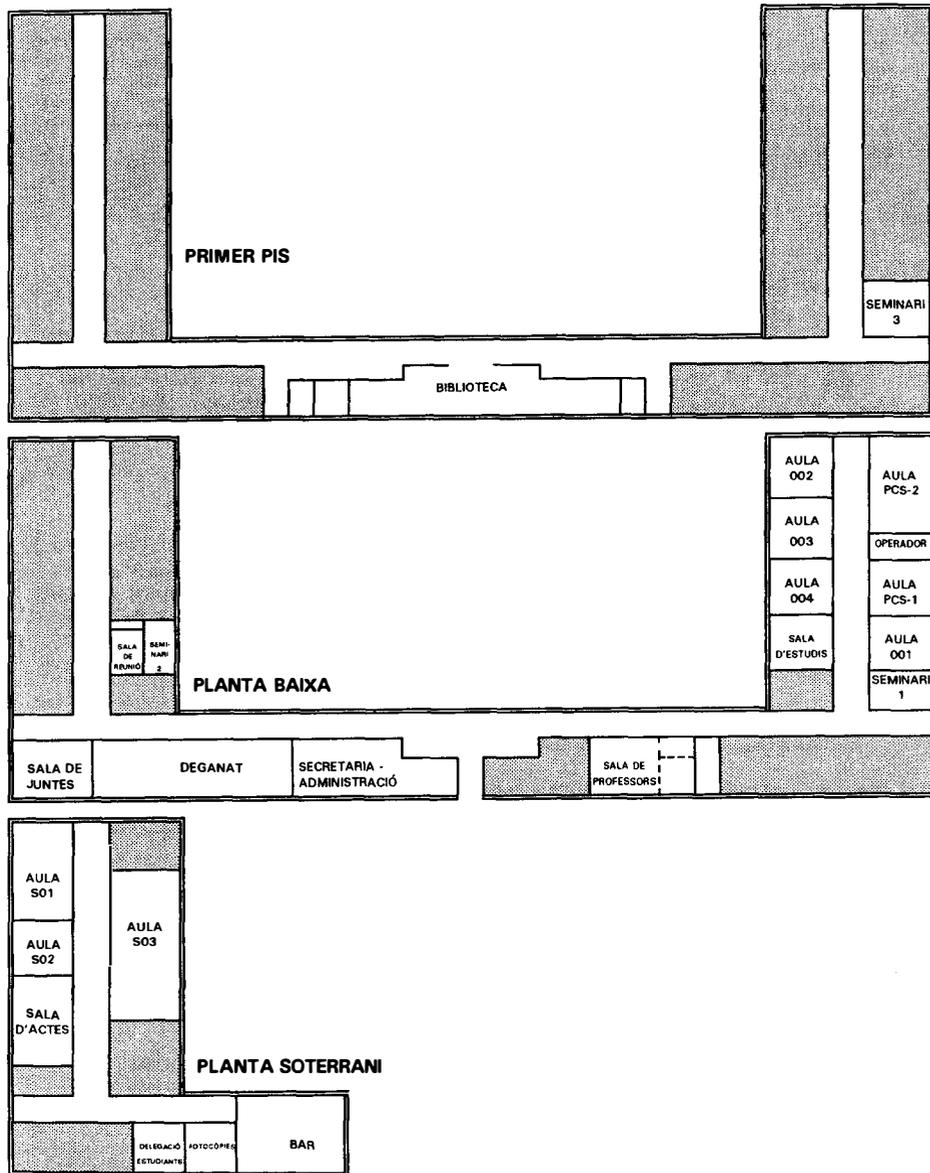 PRIMER PIS
SEMINARI
3
BIBLIOTECA
AULA
002
AULA
PCS-2
AULA
003
OPERADOR
AULA
004
AULA
PCS-1
SALA
DE
REUNIÓ
SEMI-
NARI
2
SALA
D'ESTUDIS
AULA
001
PLANTA BAIXA
SEMINARI
1
SALA DE
JUNTES
DEGANAT
SECRETARIA -
ADMINISTRACIÓ
SALA DE
PROFESSORS
AULA
S01
AULA
S02
AULA
S03
SALA
D'ACTES
PLANTA SOTERRANI
DELEGACIÓ
ESTUDIANTS
FOTOCÒPIES
BAR